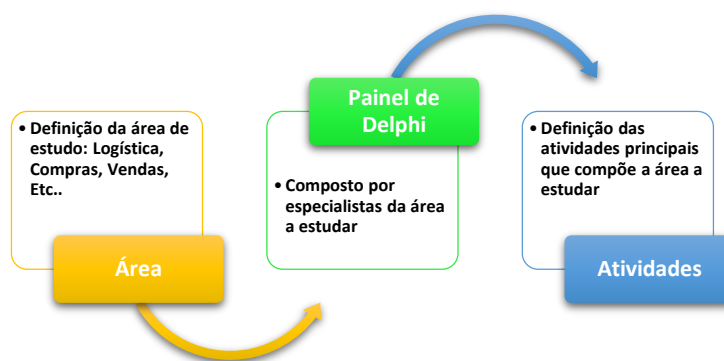 • Definição da área de
estudo: Logística,
Compras, Vendas,
Etc..
Área
Painel de
Delphi
• Composto por
especialistas da área
a estudar
• Definição das
atividades principais
que compõe a área a
estudar
Atividades